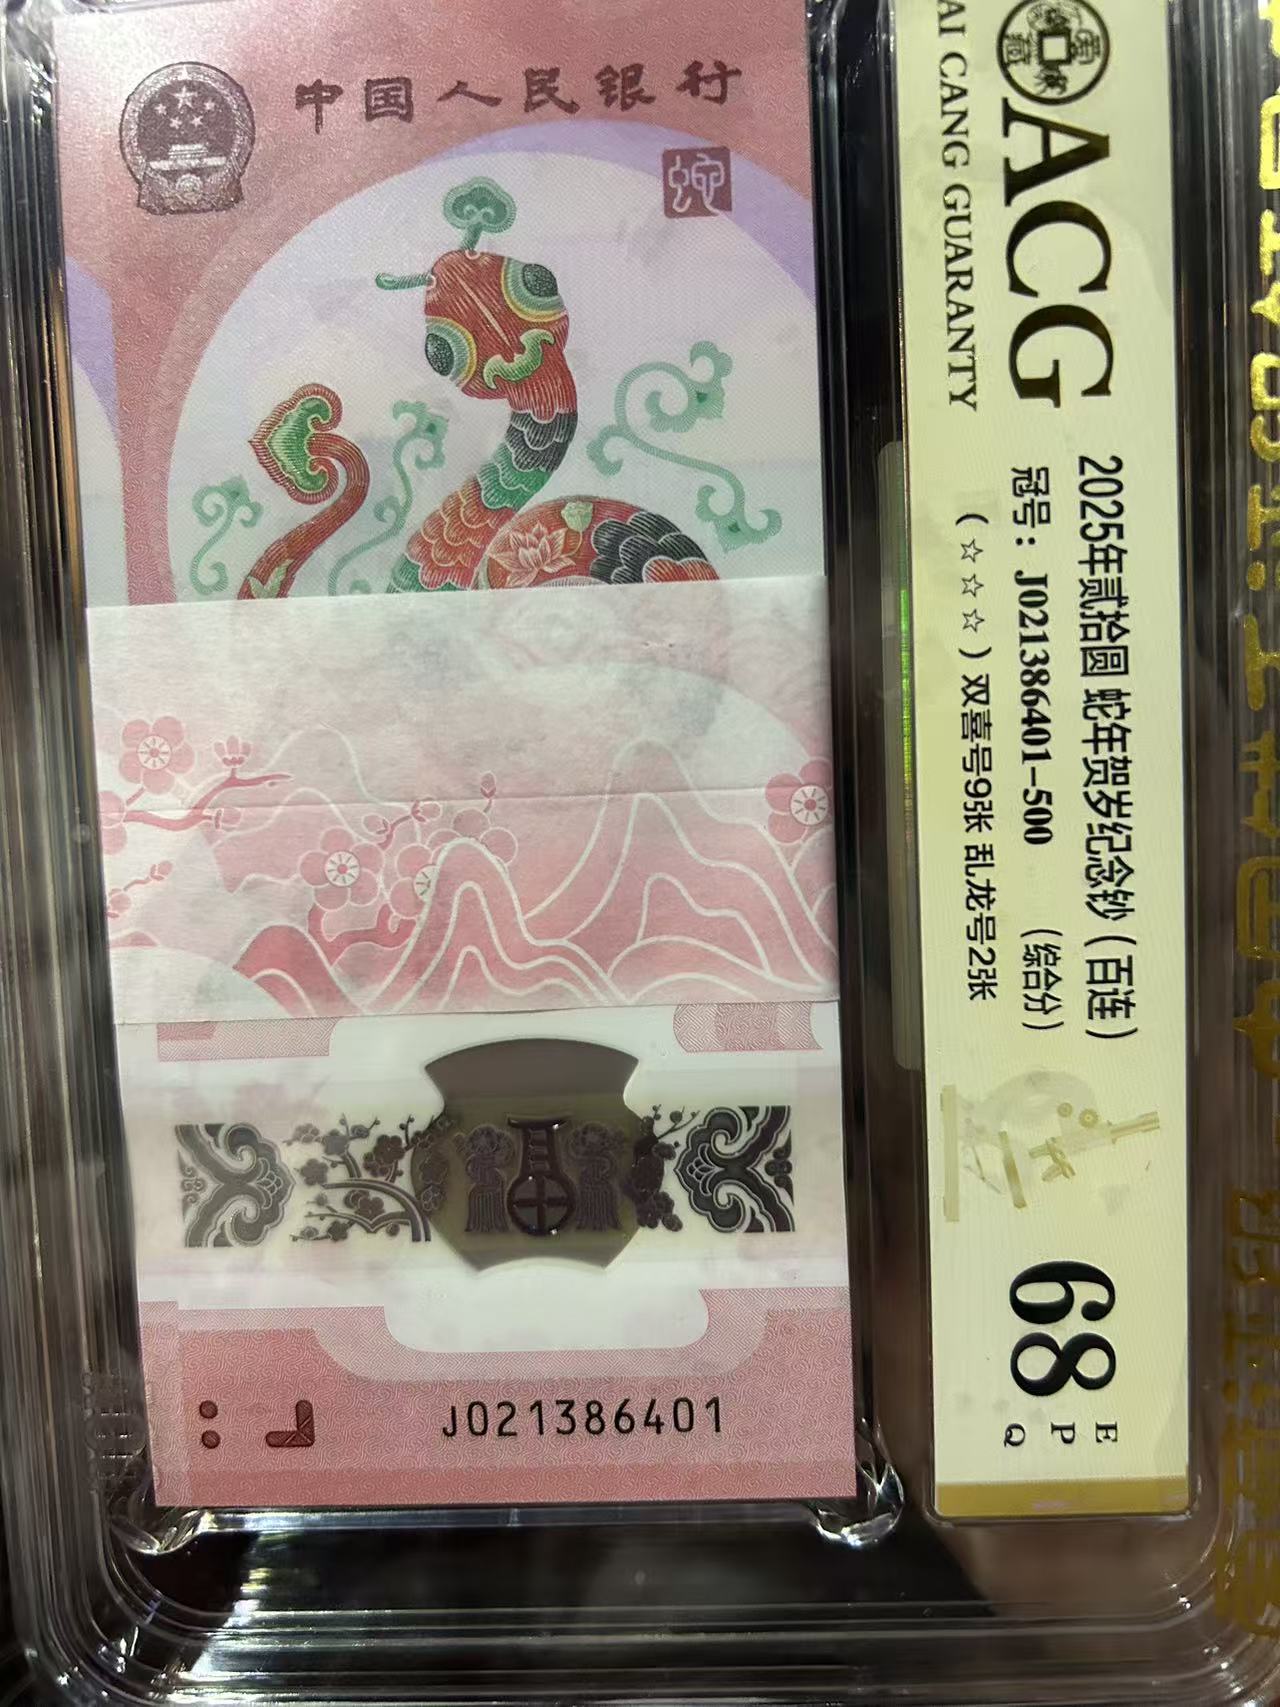 中国人民银行
蛇
J021386401
ACG
AI CANG GUARANTY
2025年贰拾圆 蛇年贺岁纪念钞（百连）
冠号：J021386401-500 （综合分）
（☆☆☆）双喜号9张 乱龙号2张
68
E
P
Q